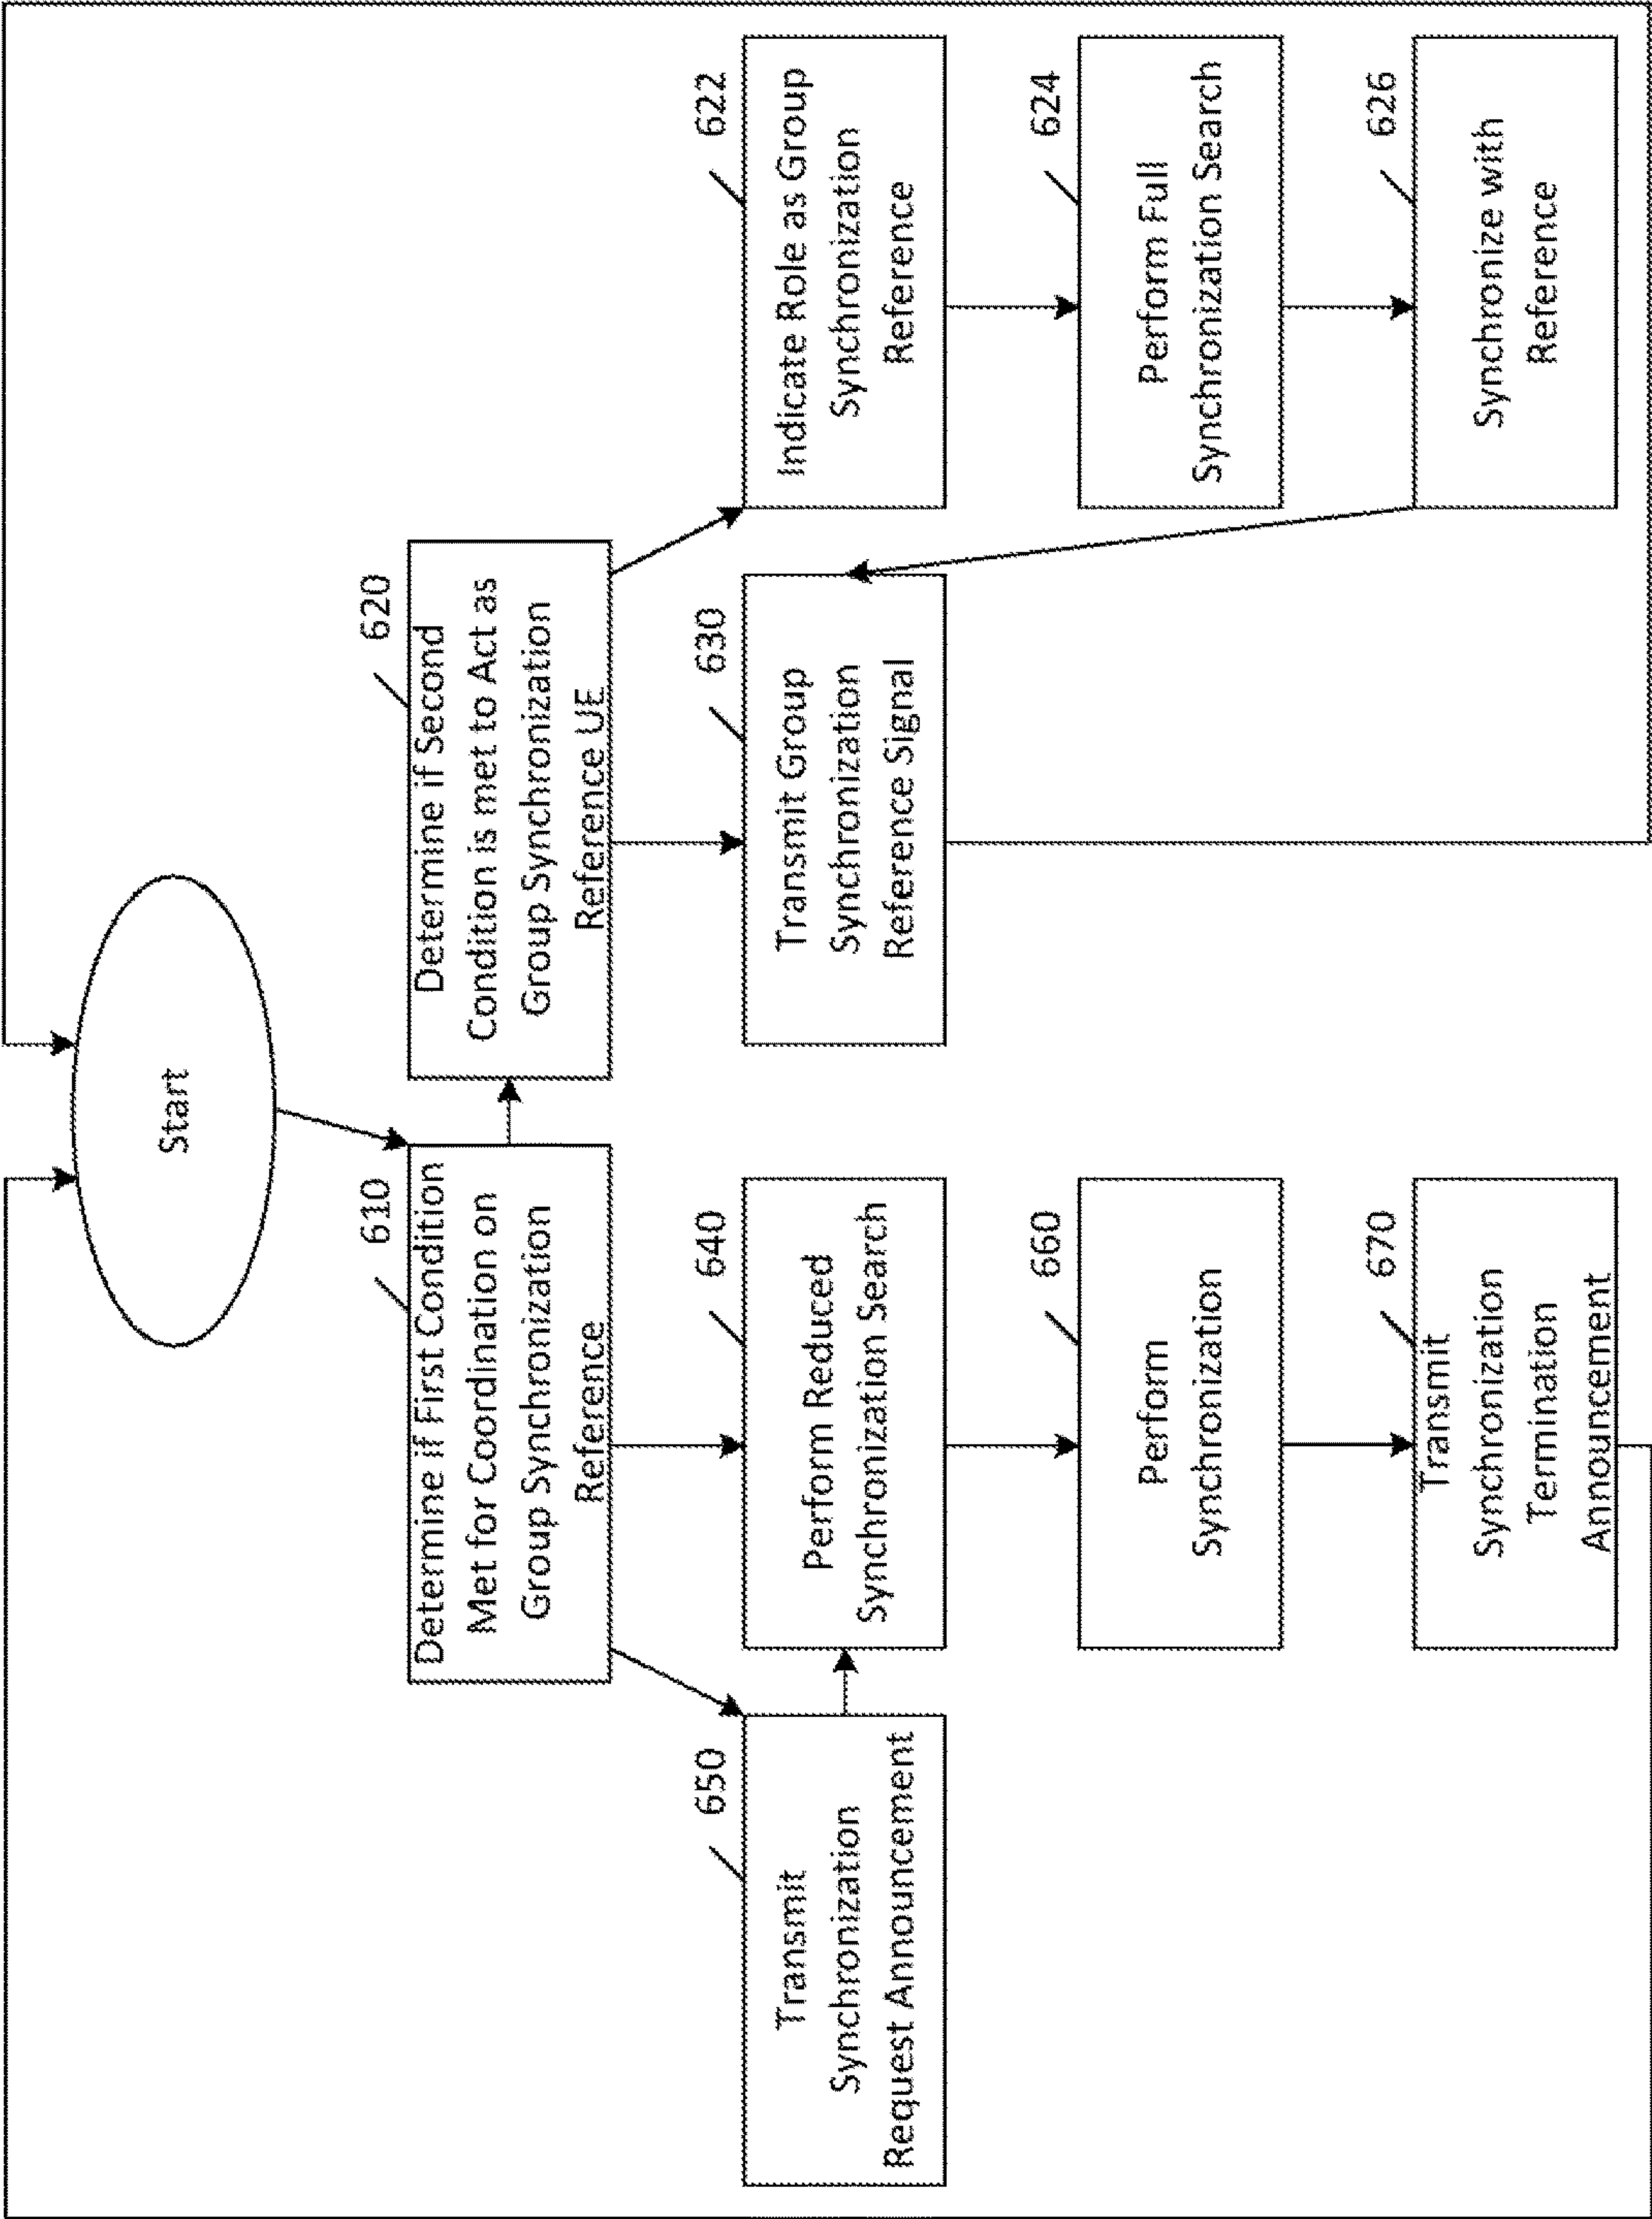 Start
610
Determine if First Condition
Met for Coordination on
Group Synchronization
Reference
620
Determine if Second
Condition is met to Act as
Group Synchronization
Reference UE
650
Transmit
Synchronization
Request Announcement
640
Perform Reduced
Synchronization Search
630
Transmit Group
Synchronization
Reference Signal
622
Indicate Role as Group
Synchronization
Reference
660
Perform
Synchronization
624
Perform Full
Synchronization Search
670
Transmit
Synchronization
Termination
Announcement
626
Synchronize with
Reference